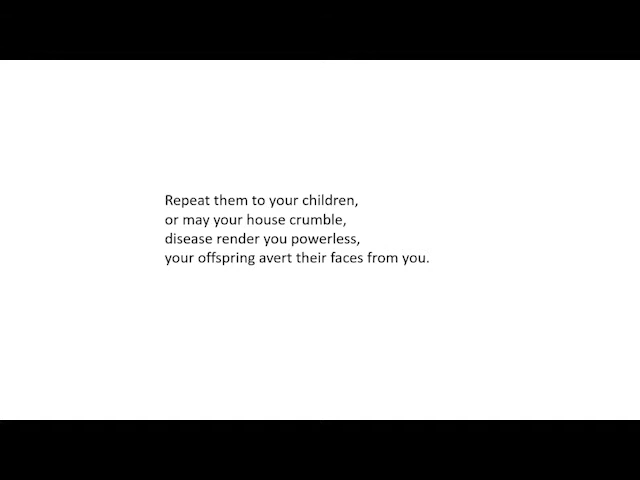 Repeat them to your children,
or may your house crumble,
disease render you powerless,
your offspring avert their faces from you.